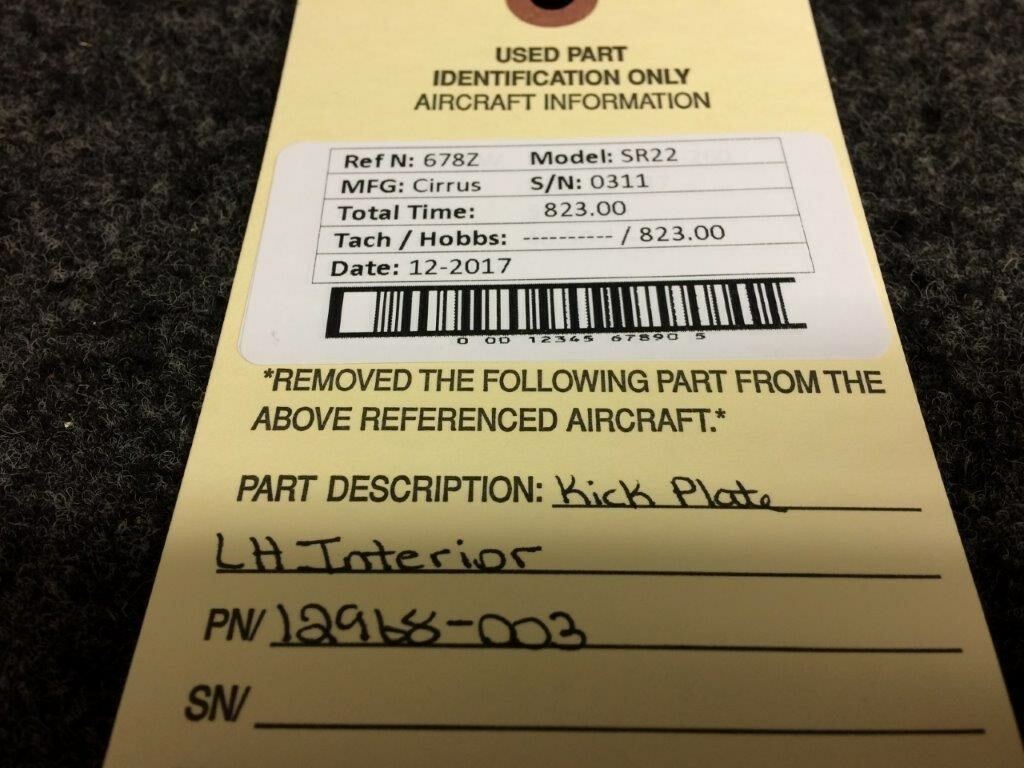 USED PART
IDENTIFICATION ONLY
AIRCRAFT INFORMATION
Ref N: 678Z Model: SR22
MFG: Cirrus S/N: 0311
Total Time: 823.00
Tach / Hobbs: ---------- / 823.00
Date: 12-2017
0 00 12345 67890 5
*REMOVED THE FOLLOWING PART FROM THE
ABOVE REFERENCED AIRCRAFT.*
PART DESCRIPTION: Kick Plate
LH Interior
PN/ 12968-003
SN/